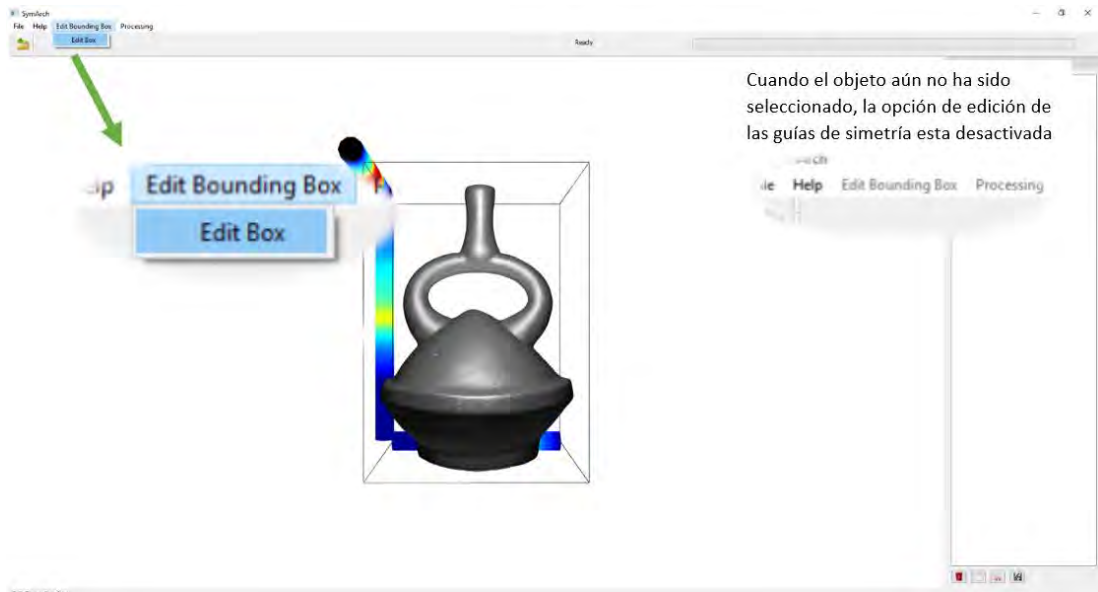 SymArch
File Help Edit Bounding Box Processing
Edit Box
Ready
Cuando el objeto aún no ha sido
seleccionado, la opción de edición de
las guías de simetría esta desactivada
Edit Bounding Box
Edit Box
Help Edit Bounding Box Processing